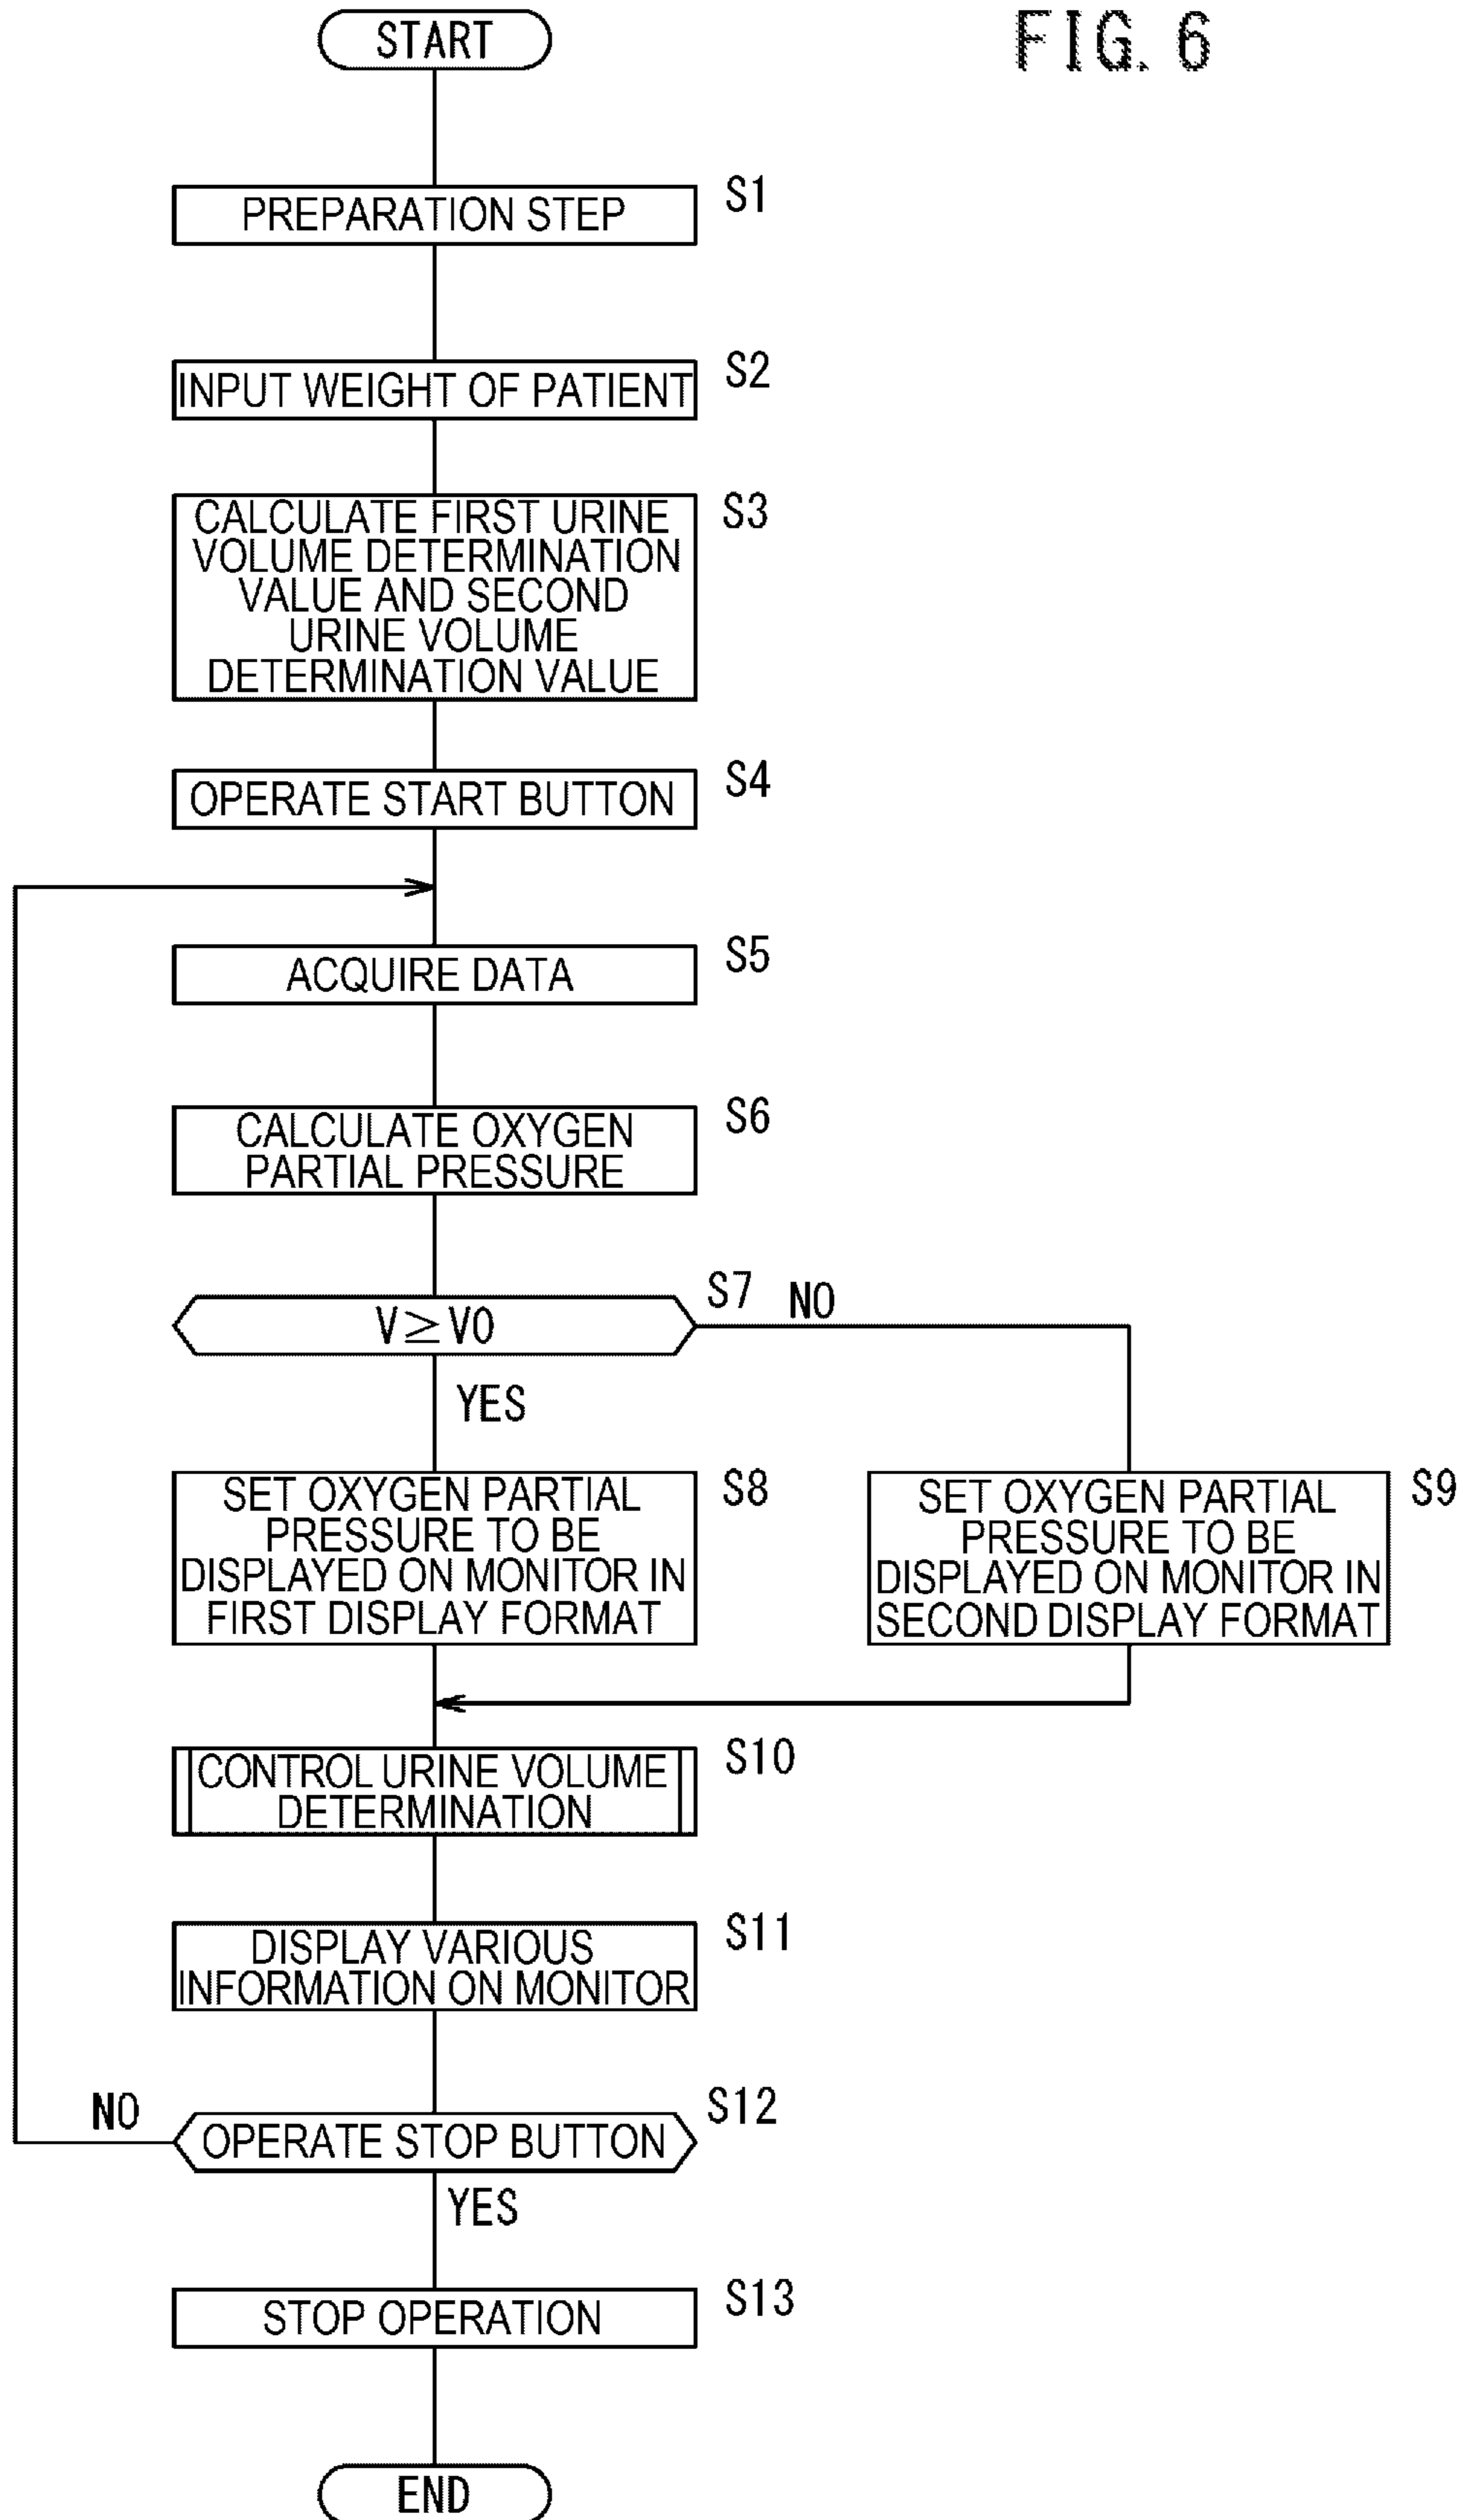 START
FIG. 6
S1
PREPARATION STEP
S2
INPUT WEIGHT OF PATIENT
S3
CALCULATE FIRST URINE
VOLUME DETERMINATION
VALUE AND SECOND
URINE VOLUME
DETERMINATION VALUE
S4
OPERATE START BUTTON
S5
ACQUIRE DATA
S6
CALCULATE OXYGEN
PARTIAL PRESSURE
S7
NO
V≥V0
YES
S8
SET OXYGEN PARTIAL
PRESSURE TO BE
DISPLAYED ON MONITOR IN
FIRST DISPLAY FORMAT
S9
SET OXYGEN PARTIAL
PRESSURE TO BE
DISPLAYED ON MONITOR IN
SECOND DISPLAY FORMAT
S10
CONTROL URINE VOLUME
DETERMINATION
S11
DISPLAY VARIOUS
INFORMATION ON MONITOR
S12
NO
OPERATE STOP BUTTON
YES
S13
STOP OPERATION
END